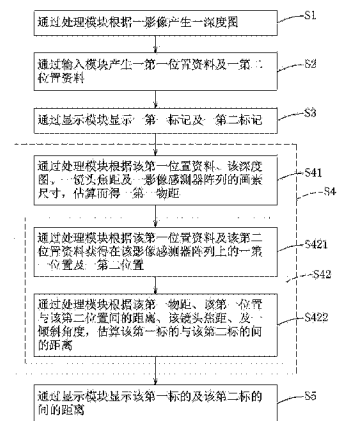 通过处理模块根据一影像产生一深度图
S1
通过输入模块产生一第一位置资料及一第二
位置资料
S2
通过显示模块显示一第一标记及一第二标记
S3
通过处理模块根据该第一位置资料、该深度
图、一镜头焦距及一影像感测器阵列的画素
尺寸，估算而得一第一物距
S41
S4
通过处理模块根据该第一位置资料及该第二
位置资料获得在该影像感测器阵列上的一第
一位置及一第二位置
S421
S42
通过处理模块根据该第一物距、该第一位置
与该第二位置间的距离、该镜头焦距、及一
倾斜角度，估算该第一标的与该第二标的间
的距离
S422
通过显示模块显示该第一标的及该第二标的
间的距离
S5